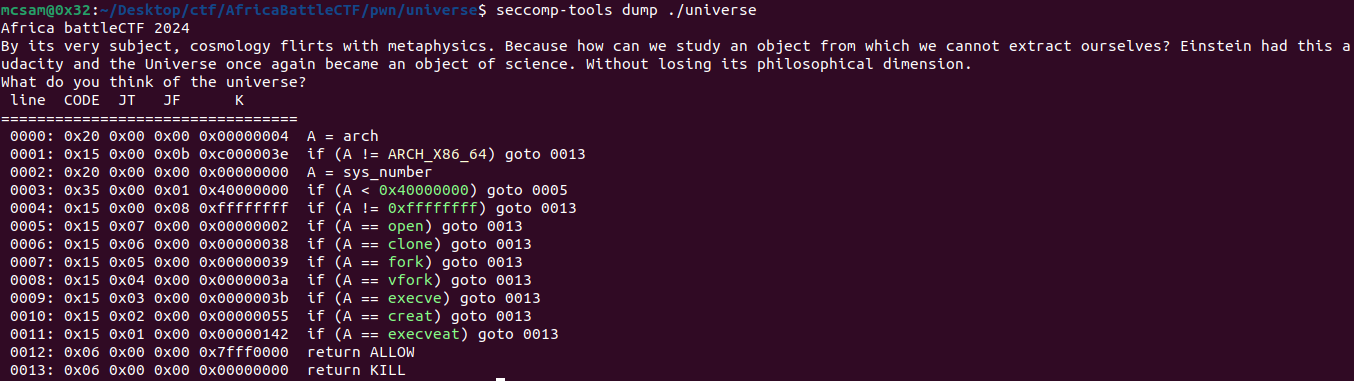 mcsam@0x32:~/Desktop/ctf/AfricaBattleCTF/pwn/universe$ seccomp-tools dump ./universe
Africa battleCTF 2024
By its very subject, cosmology flirts with metaphysics. Because how can we study an object from which we cannot extract ourselves? Einstein had this a
udacity and the Universe once again became an object of science. Without losing its philosophical dimension.
What do you think of the universe?
 line  CODE  JT   JF      K
=================================
 0000: 0x20 0x00 0x00 0x00000004  A = arch
 0001: 0x15 0x00 0x0b 0xc000003e  if (A != ARCH_X86_64) goto 0013
 0002: 0x20 0x00 0x00 0x00000000  A = sys_number
 0003: 0x35 0x00 0x01 0x40000000  if (A < 0x40000000) goto 0005
 0004: 0x15 0x00 0x08 0xffffffff  if (A != 0xffffffff) goto 0013
 0005: 0x15 0x07 0x00 0x00000002  if (A == open) goto 0013
 0006: 0x15 0x06 0x00 0x00000038  if (A == clone) goto 0013
 0007: 0x15 0x05 0x00 0x00000039  if (A == fork) goto 0013
 0008: 0x15 0x04 0x00 0x0000003a  if (A == vfork) goto 0013
 0009: 0x15 0x03 0x00 0x0000003b  if (A == execve) goto 0013
 0010: 0x15 0x02 0x00 0x00000055  if (A == creat) goto 0013
 0011: 0x15 0x01 0x00 0x00000142  if (A == execveat) goto 0013
 0012: 0x06 0x00 0x00 0x7fff0000  return ALLOW
 0013: 0x06 0x00 0x00 0x00000000  return KILL